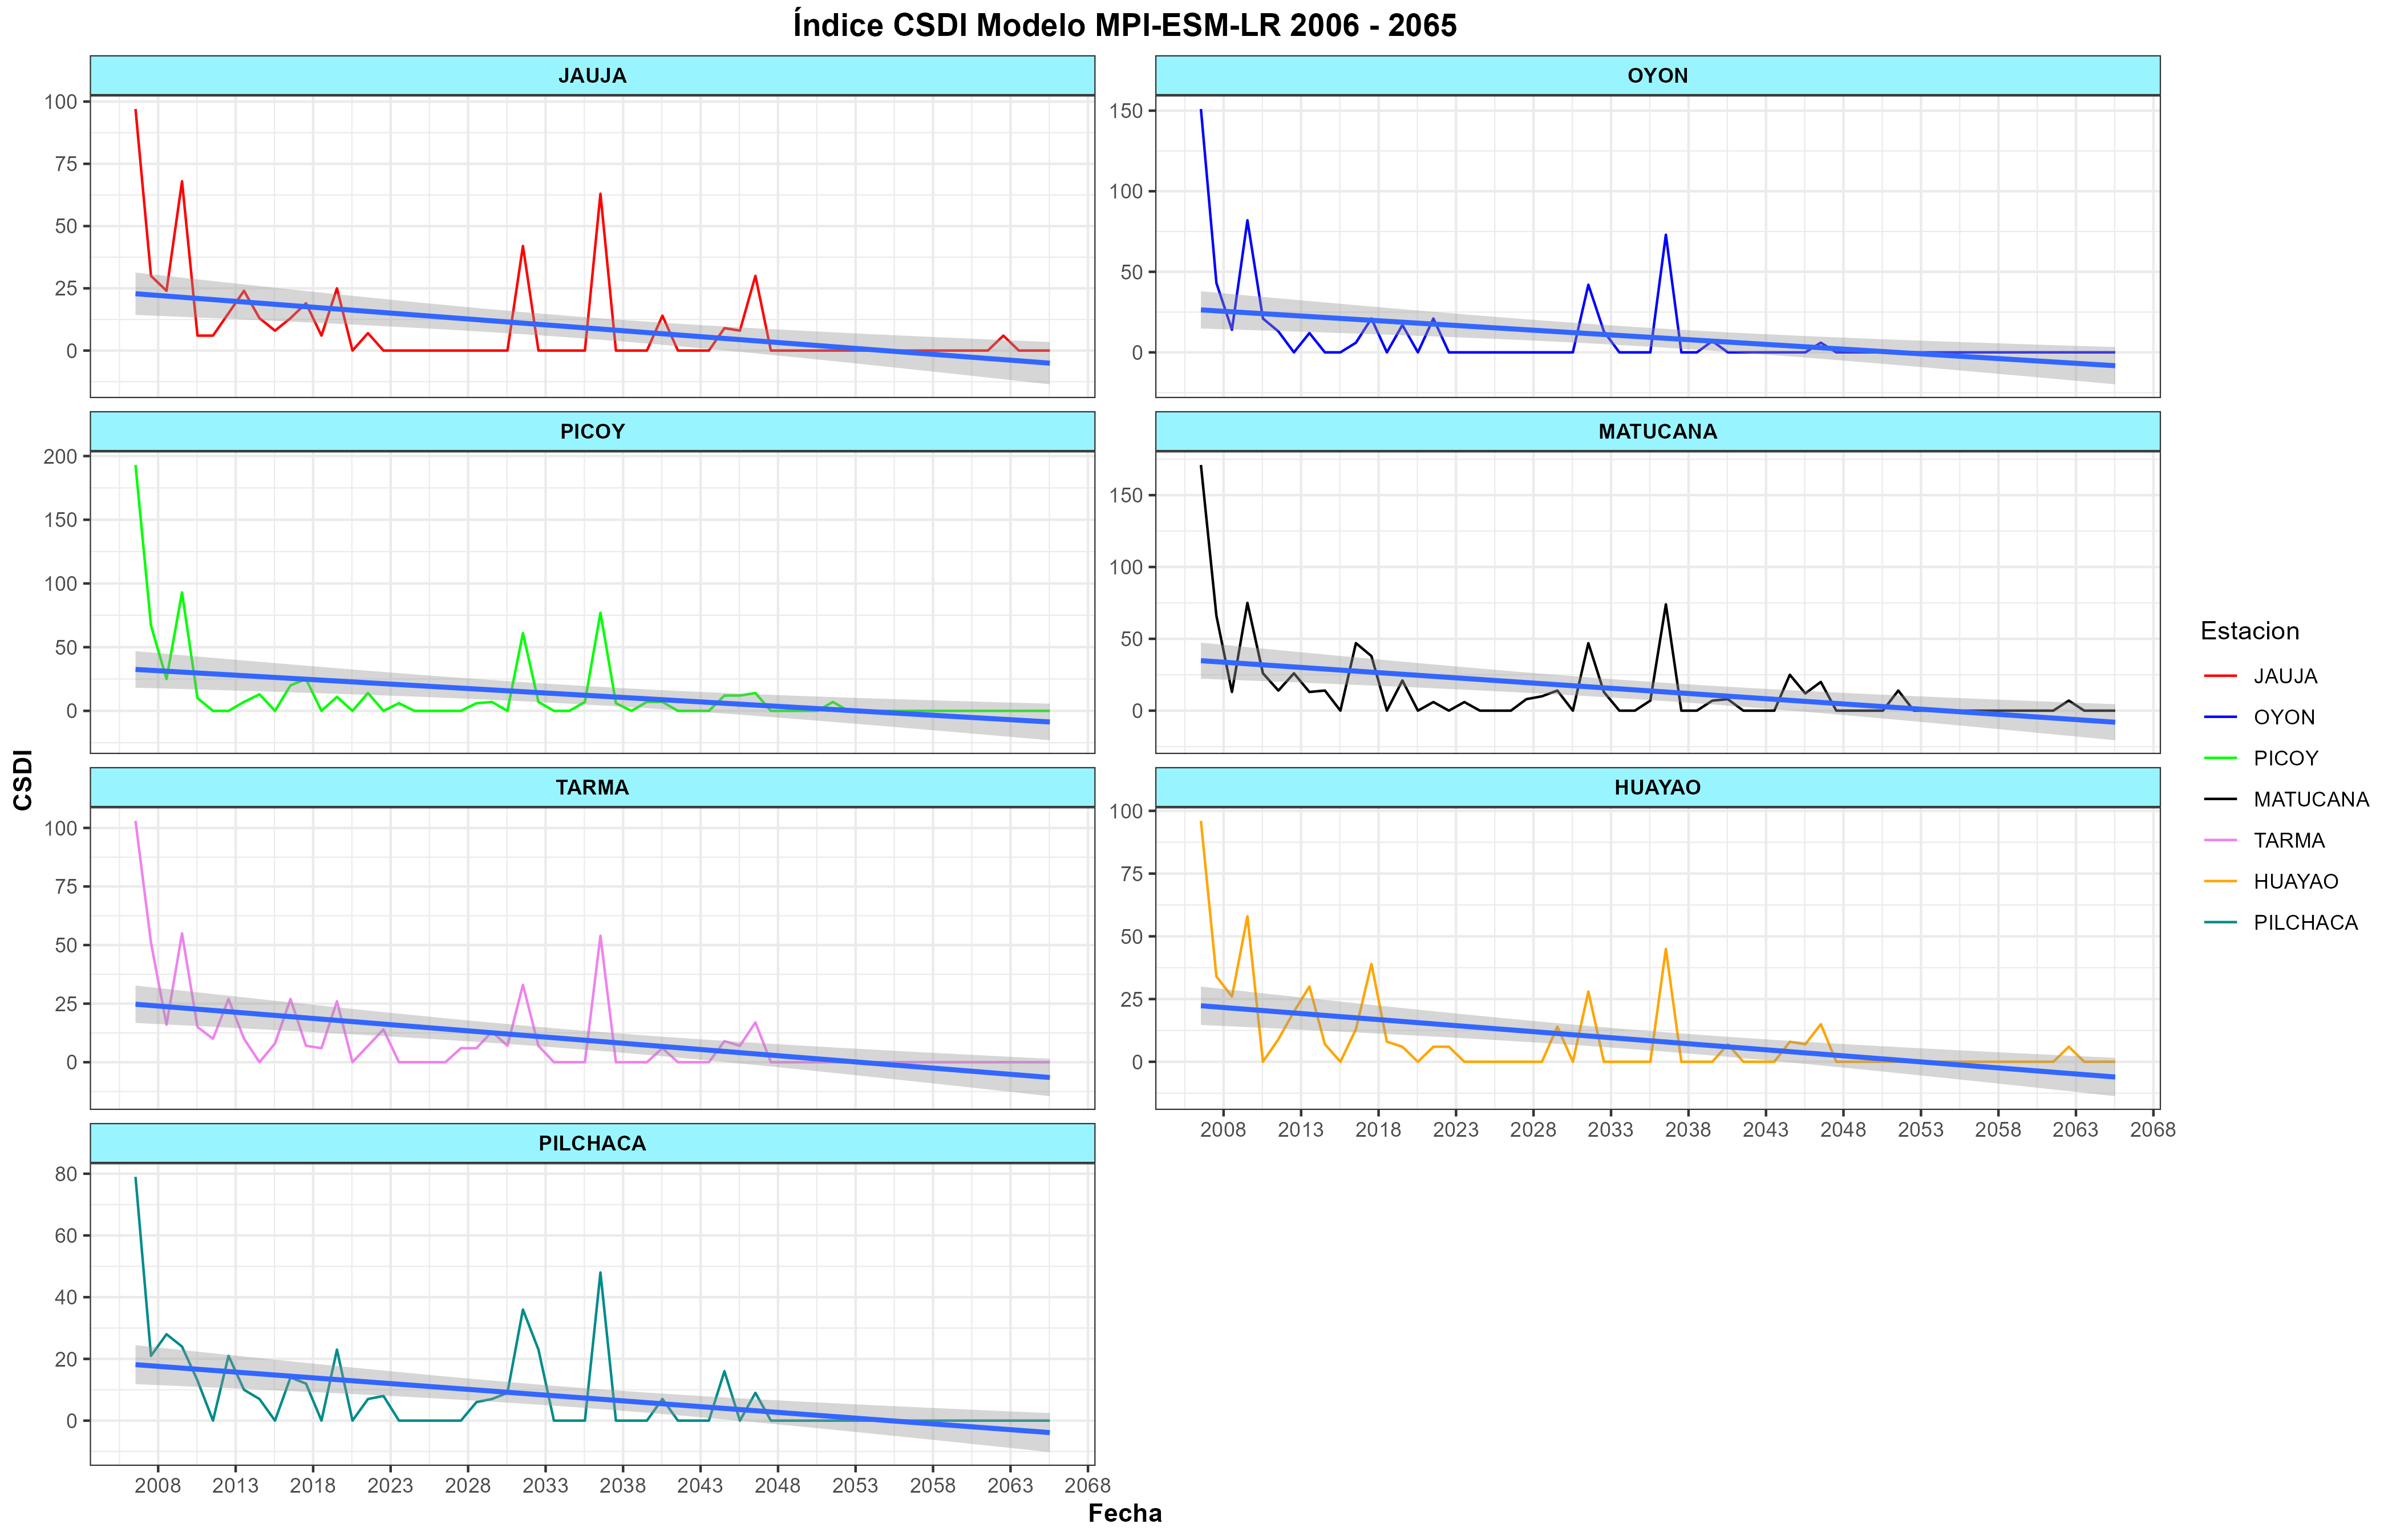 Índice CSDI Modelo MPI-ESM-LR 2006 - 2065
JAUJA
100
75
50
25
0
OYON
150
100
50
0
PICOY
200
150
100
50
0
MATUCANA
150
100
50
0
TARMA
100
75
50
25
0
HUAYAO
100
75
50
25
0
2008 2013 2018 2023 2028 2033 2038 2043 2048 2053 2058 2063 2068
PILCHACA
80
60
40
20
0
2008 2013 2018 2023 2028 2033 2038 2043 2048 2053 2058 2063 2068
CSDI
Fecha
Estacion
JAUJA
OYON
PICOY
MATUCANA
TARMA
HUAYAO
PILCHACA